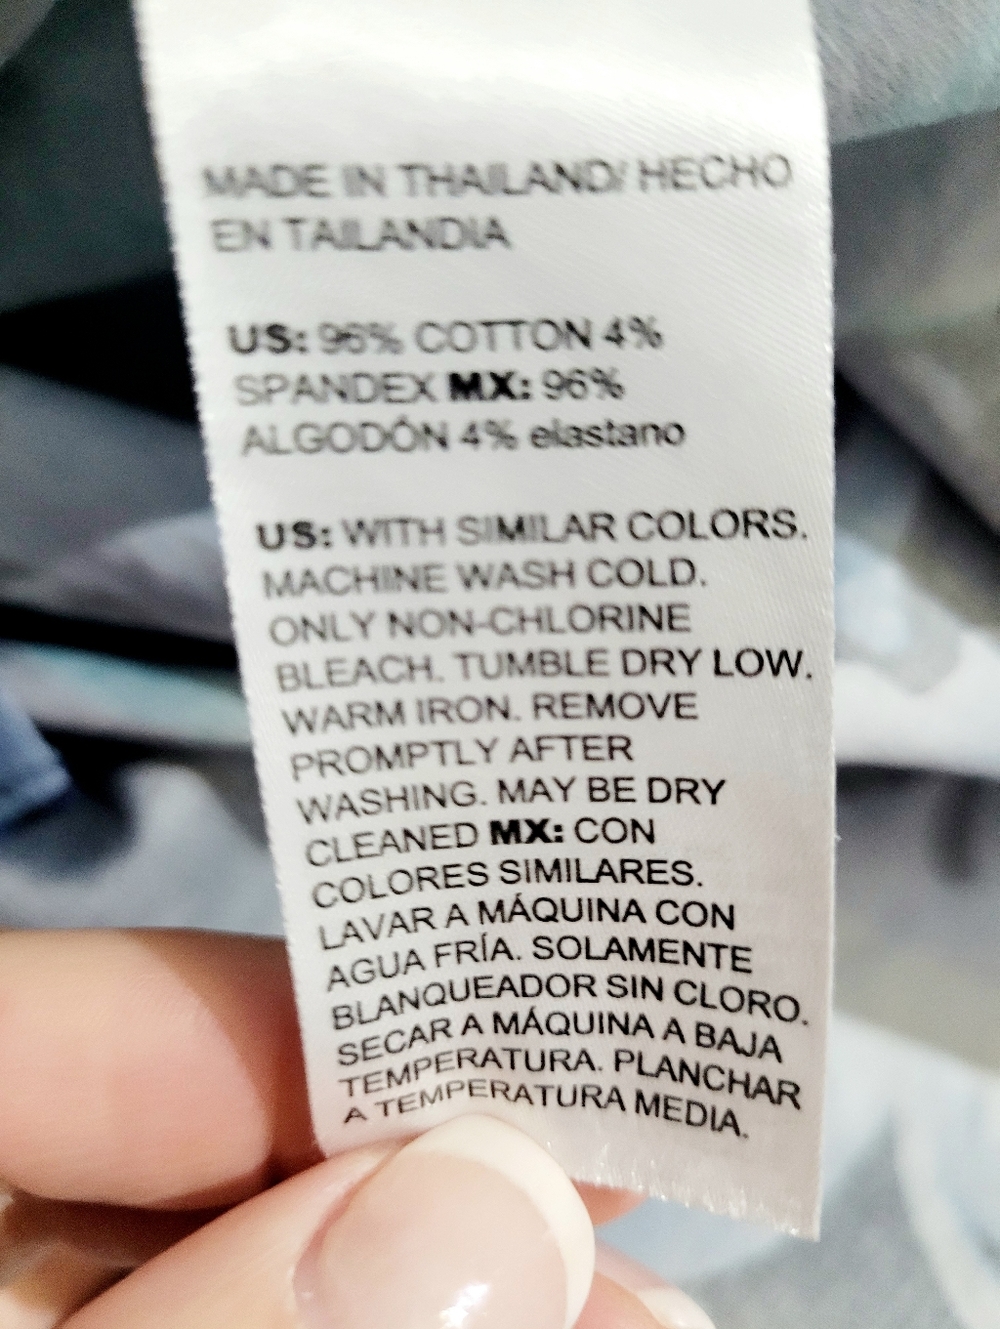 MADE IN THAILAND/ HECHO
EN TAILANDIA
US: 96% COTTON 4%
SPANDEX MX: 96%
ALGODÓN 4% elastano
US: WITH SIMILAR COLORS.
MACHINE WASH COLD.
ONLY NON-CHLORINE
BLEACH. TUMBLE DRY LOW.
WARM IRON. REMOVE
PROMPTLY AFTER
WASHING. MAY BE DRY
CLEANED MX: CON
COLORES SIMILARES.
LAVAR A MÁQUINA CON
AGUA FRÍA. SOLAMENTE
BLANQUEADOR SIN CLORO.
SECAR A MÁQUINA A BAJA
TEMPERATURA. PLANCHAR
A TEMPERATURA MEDIA.